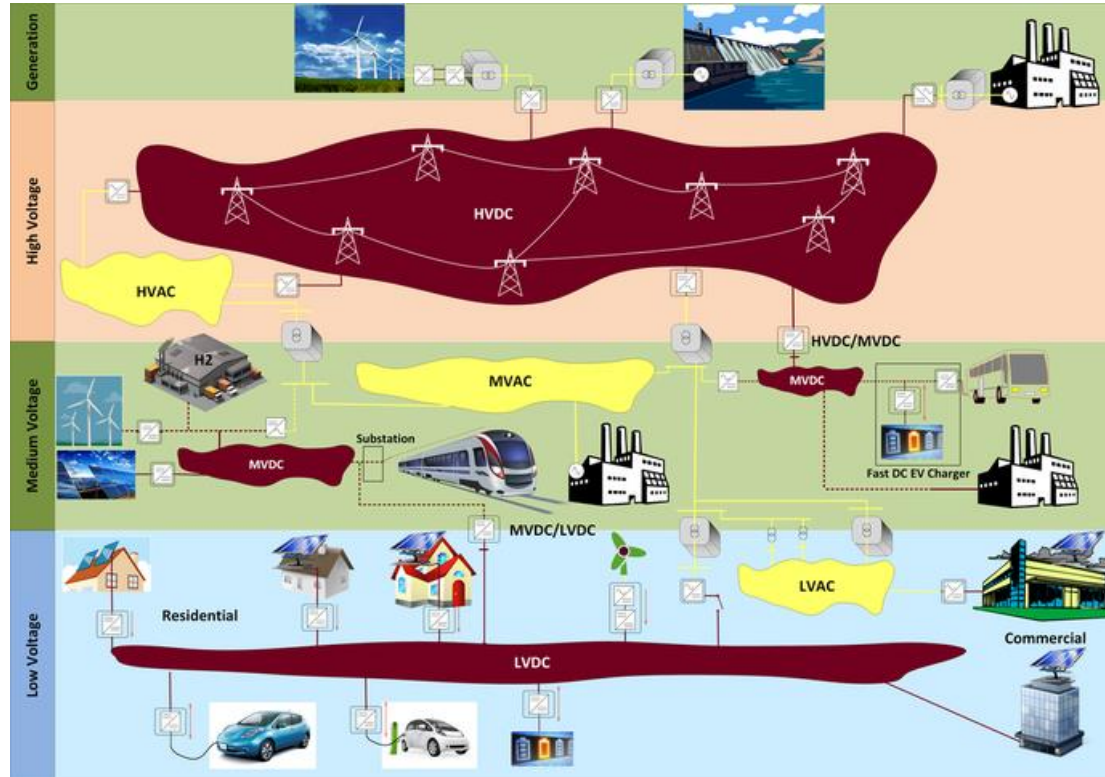 Generation
High Voltage
HVDC
HVAC
HVDC/MVDC
Medium Voltage
H2
MVAC
MVDC
Substation
MVDC
Fast DC EV Charger
MVDC/LVDC
Low Voltage
Residential
LVAC
Commercial
LVDC